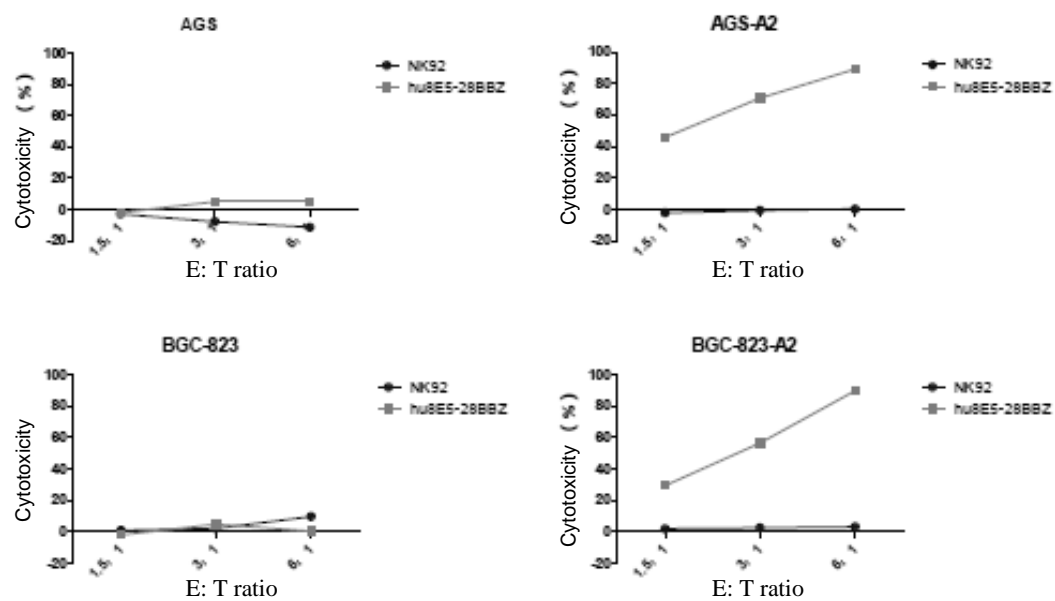 AGS
100
80
60
40
20
0
-20
Cytotoxicity (%)
NK92
hu8E5-28BBZ
1.5: 1
3: 1
6: 1
E: T ratio
AGS-A2
100
80
60
40
20
0
-20
Cytotoxicity (%)
NK92
hu8E5-28BBZ
1.5: 1
3: 1
6: 1
E: T ratio
BGC-823
100
80
60
40
20
0
-20
Cytotoxicity
NK92
hu8E5-28BBZ
1.5: 1
3: 1
6: 1
E: T ratio
BGC-823-A2
100
80
60
40
20
0
-20
Cytotoxicity (%)
NK92
hu8E5-28BBZ
1.5: 1
3: 1
6: 1
E: T ratio